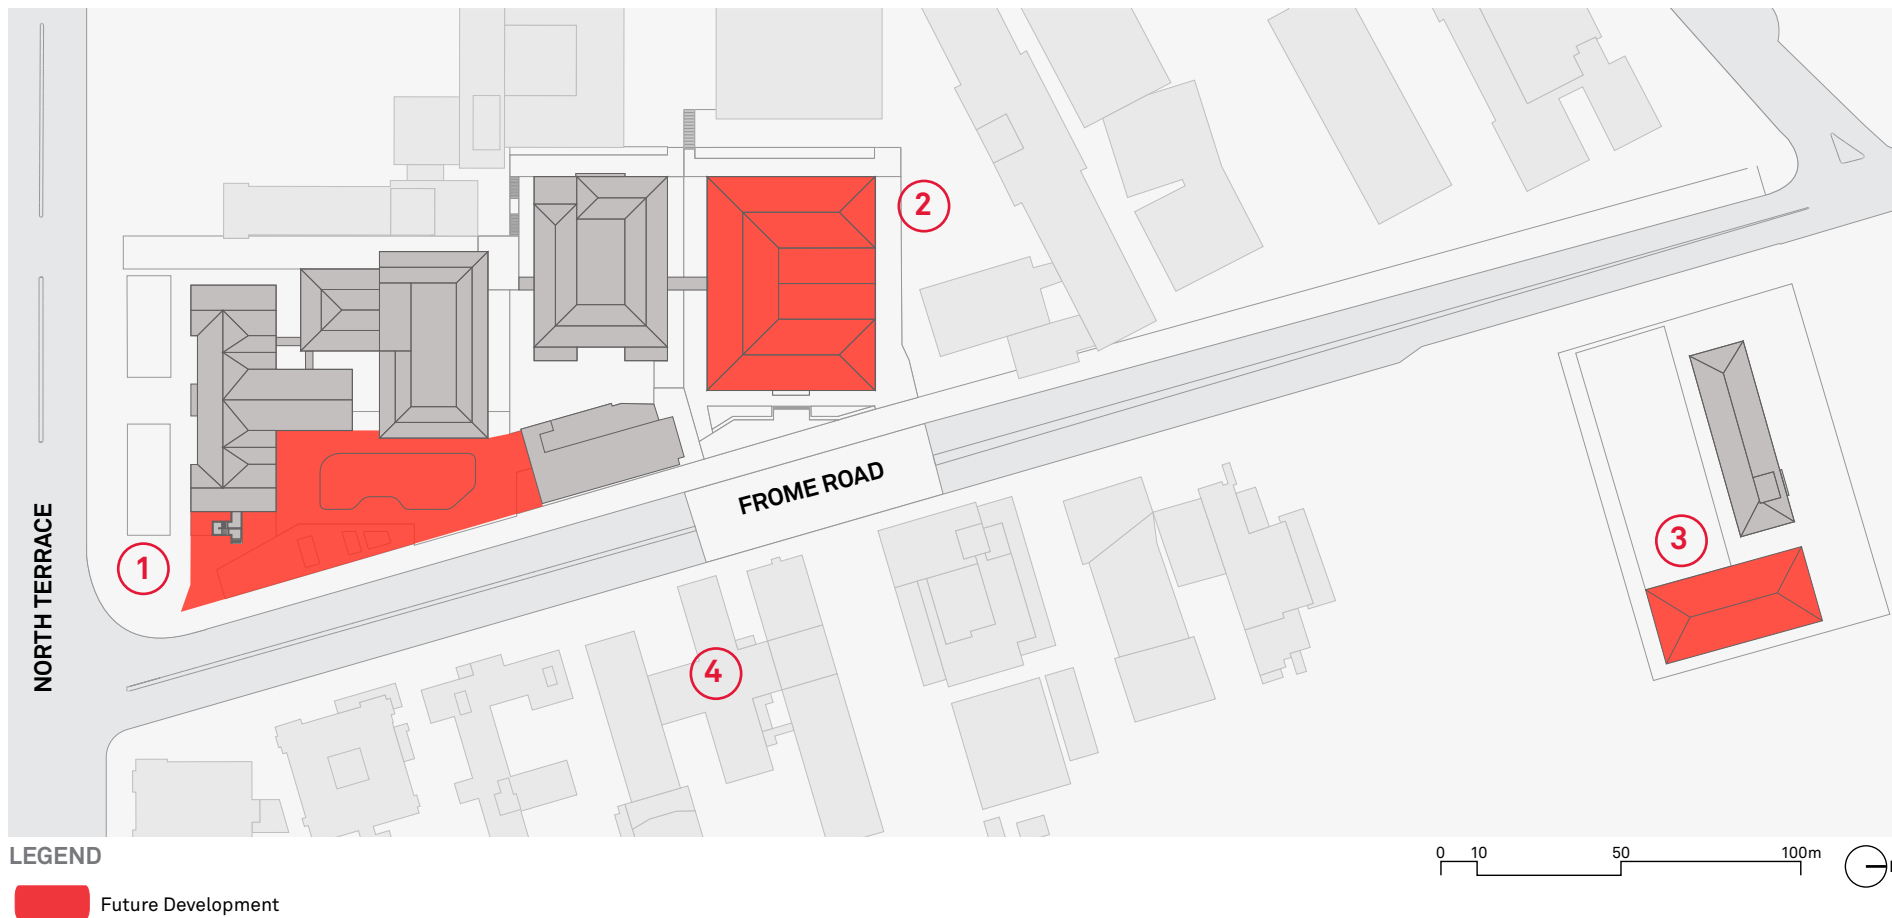 2
1
NORTH TERRACE
FROME ROAD
3
4
LEGEND
Future Development
0 10 50 100m